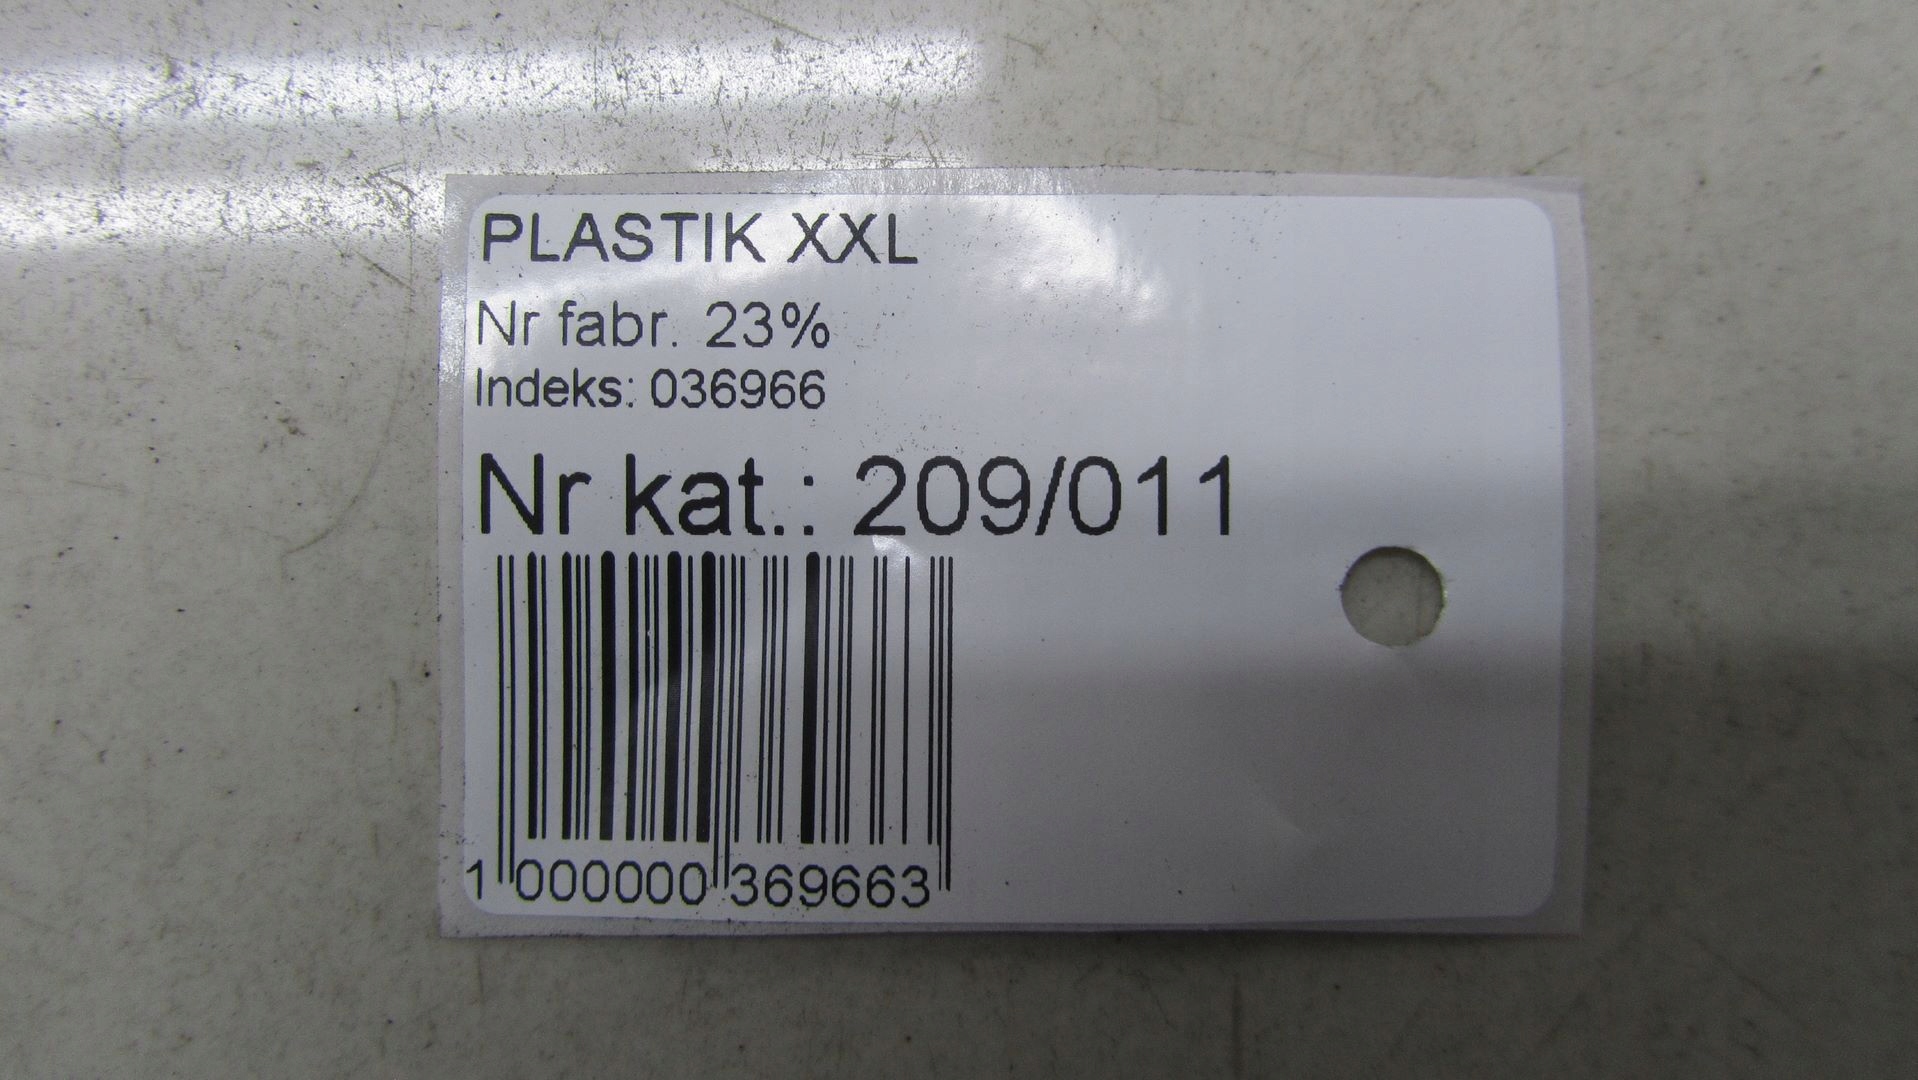 PLASTIK XXL
Nr fabr. 23%
Indeks: 036966
Nr kat.: 209/011
1 000000 369663